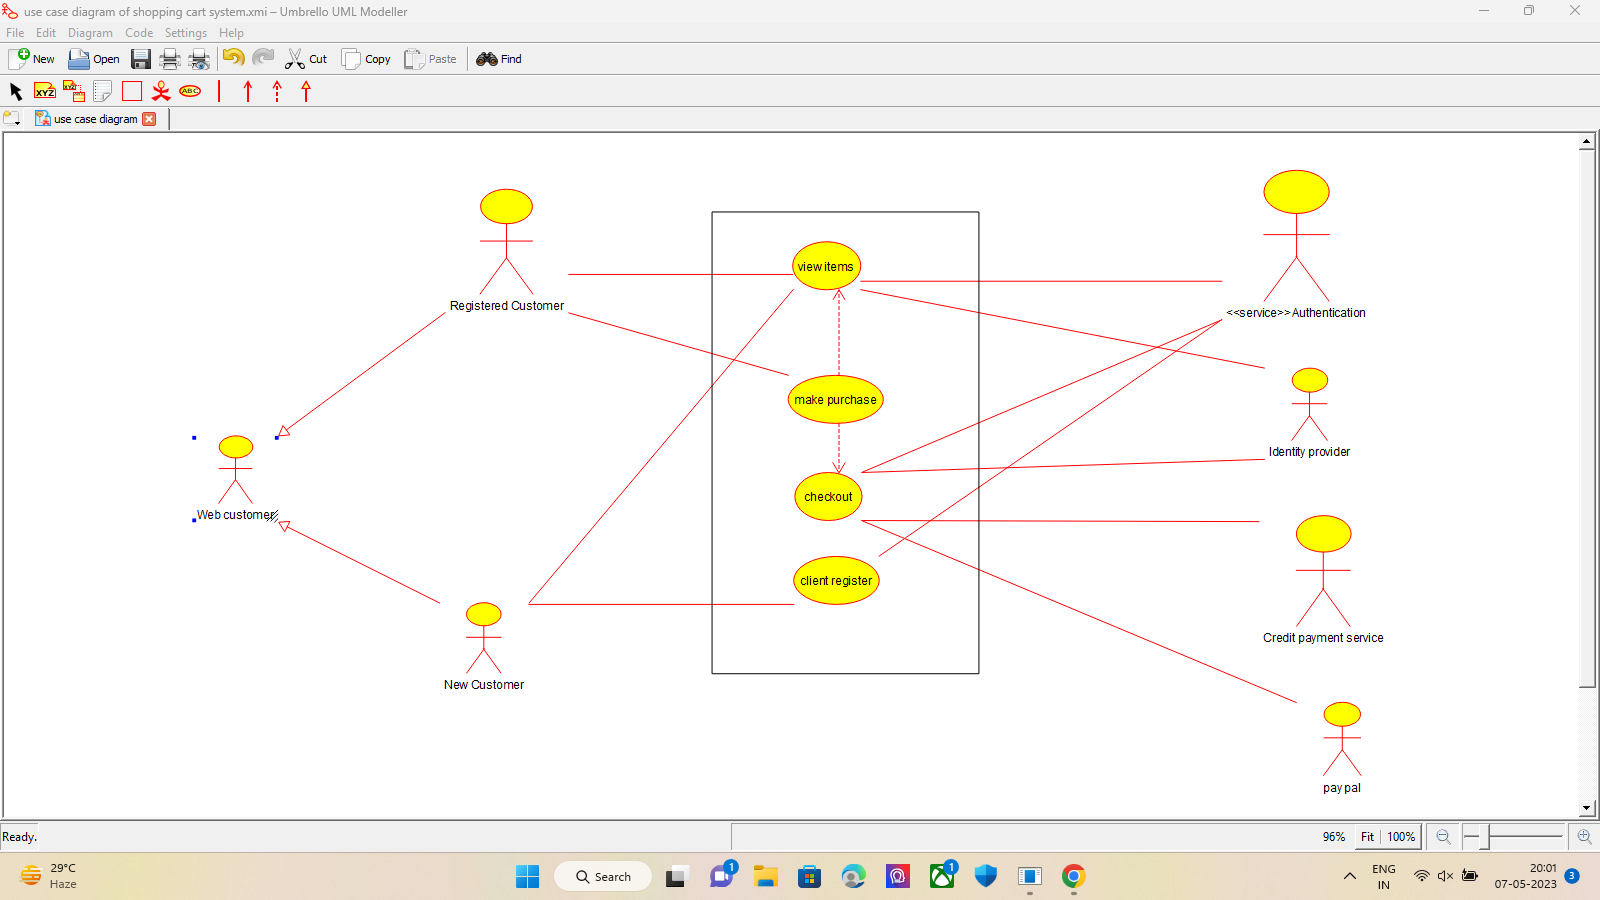 use case diagram of shopping cart system.xmi – Umbrello UML Modeller
File Edit Diagram Code Settings Help
New Open Cut Copy Paste Find
XYZ XYZ ABC
use case diagram
Registered Customer
view items
<<service>>Authentication
make purchase
Identity provider
checkout
Web customer
client register
Credit payment service
New Customer
pay pal
Ready.
96% Fit 100%
29°C
Haze
Search
1
1
ENG
IN
20:01
07-05-2023
3